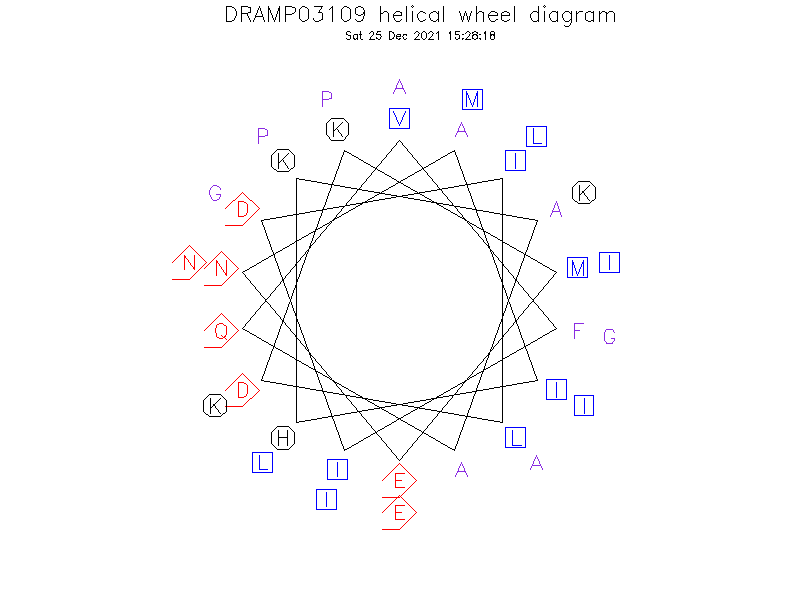 DRAMP03109 helical wheel diagram
Sat 25 Dec 2021 15:28:18
A
P M
V
K A
P L
K I
G K
D A
N N M I
Q F G
D I
K I
H L
L A
I A
E
I
E